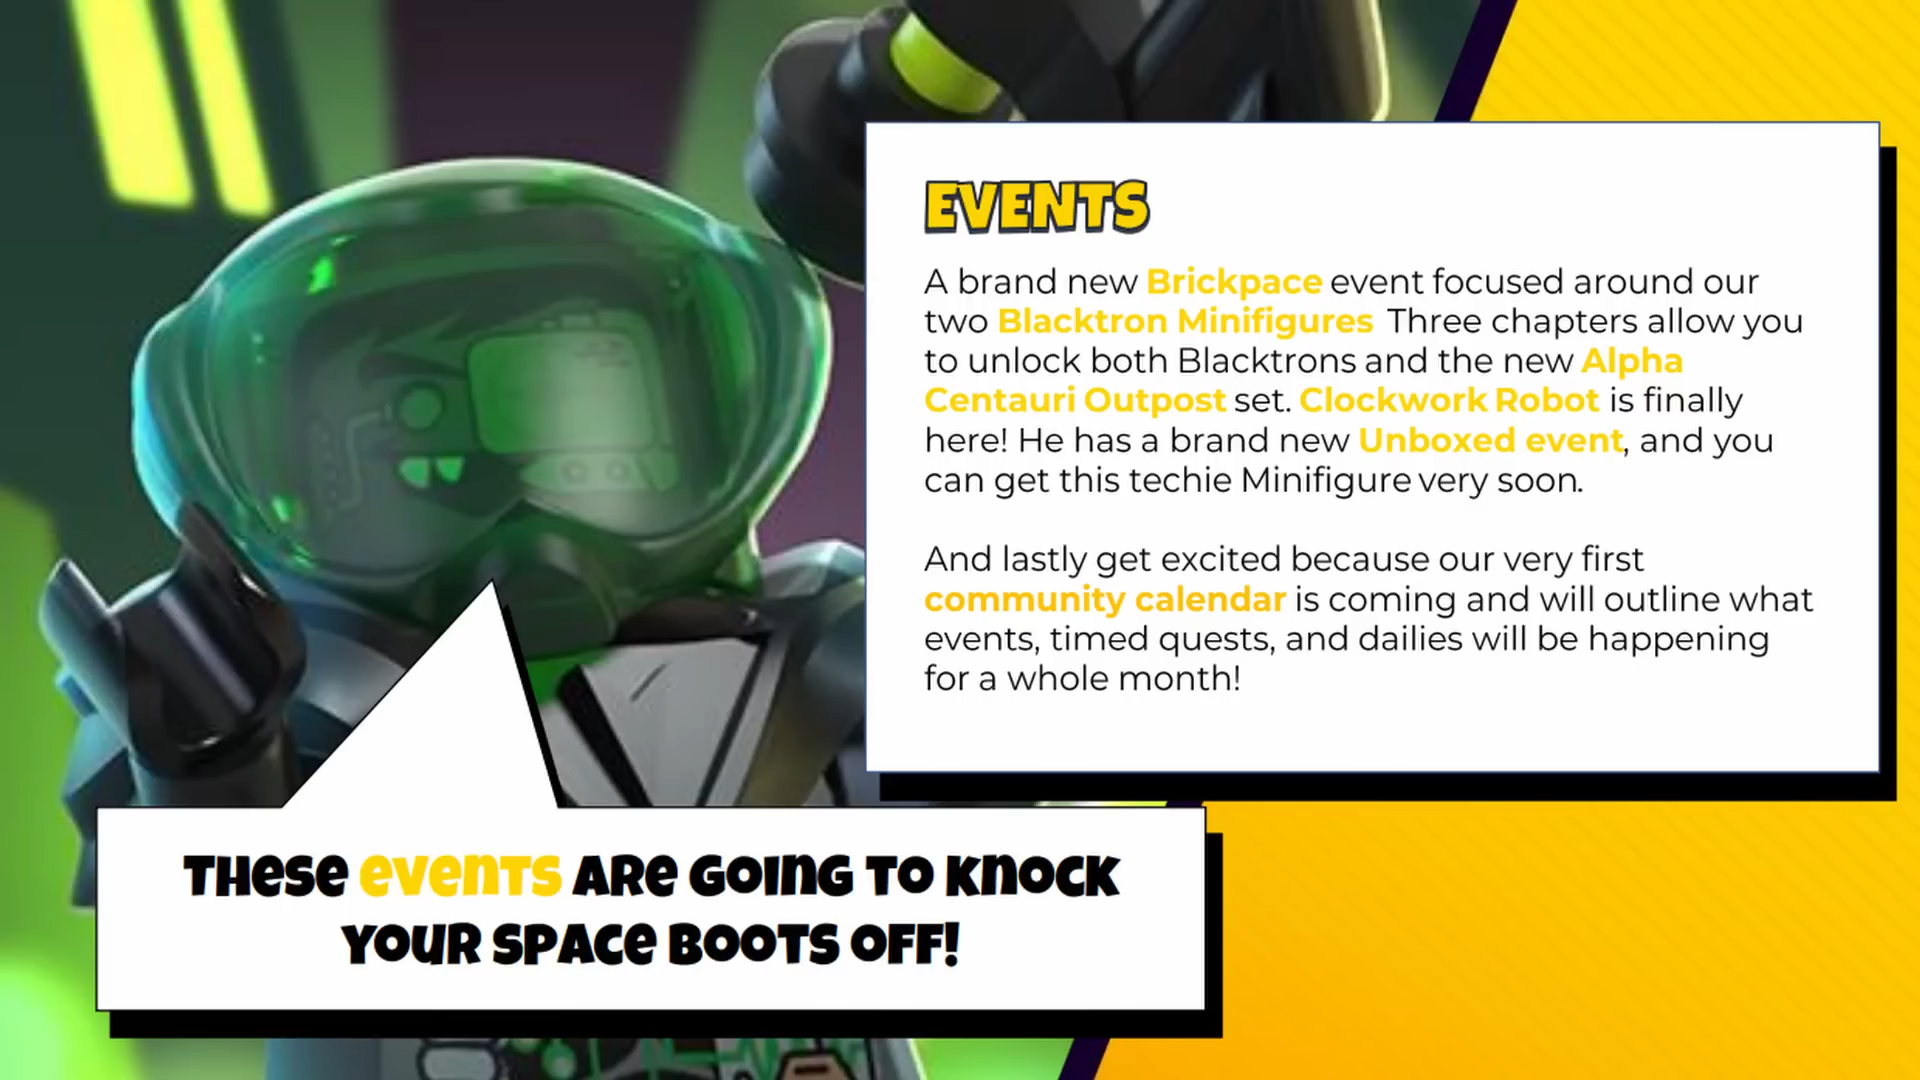 EVENTS
A brand new Brickpace event focused around our
two Blacktron Minifigures Three chapters allow you
to unlock both Blacktrons and the new Alpha
Centauri Outpost set. Clockwork Robot is finally
here! He has a brand new Unboxed event, and you
can get this techie Minifigure very soon.
And lastly get excited because our very first
community calendar is coming and will outline what
events, timed quests, and dailies will be happening
for a whole month!
THESE EVENTS ARE GOING TO KNOCK
YOUR SPACE BOOTS OFF!